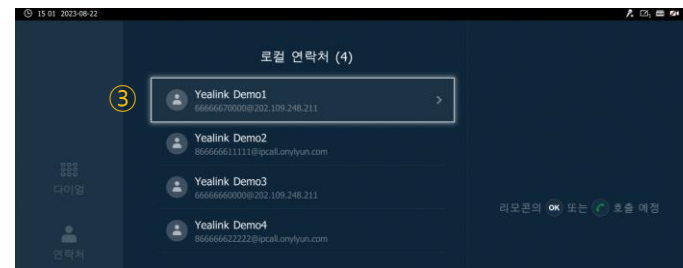 15 01 2023-08-22
로컬 연락처 (4)
③
Yealink Demo1
66666670000@202.109.248.211
Yealink Demo2
866666611111@ipcall.onlyyun.com
Yealink Demo3
66666660000@202.109.248.211
Yealink Demo4
866666622222@ipcall.onlyyun.com
다이얼
연락처
리모콘의 OK 또는 호출 예정